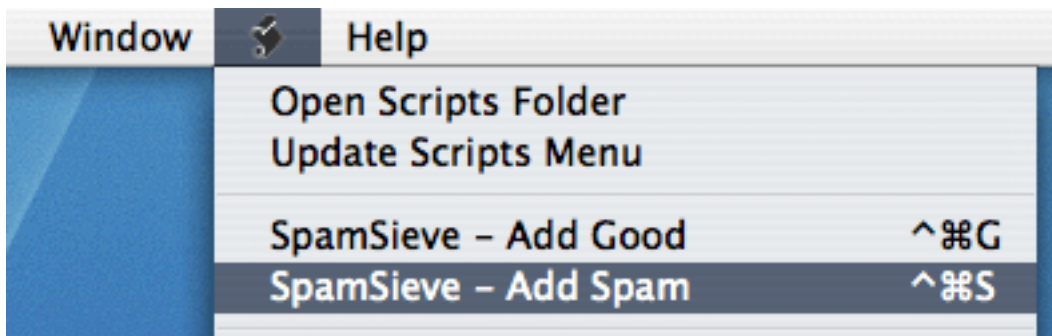 Window Help
Open Scripts Folder
Update Scripts Menu
SpamSieve – Add Good ^⌘G
SpamSieve – Add Spam ^⌘S